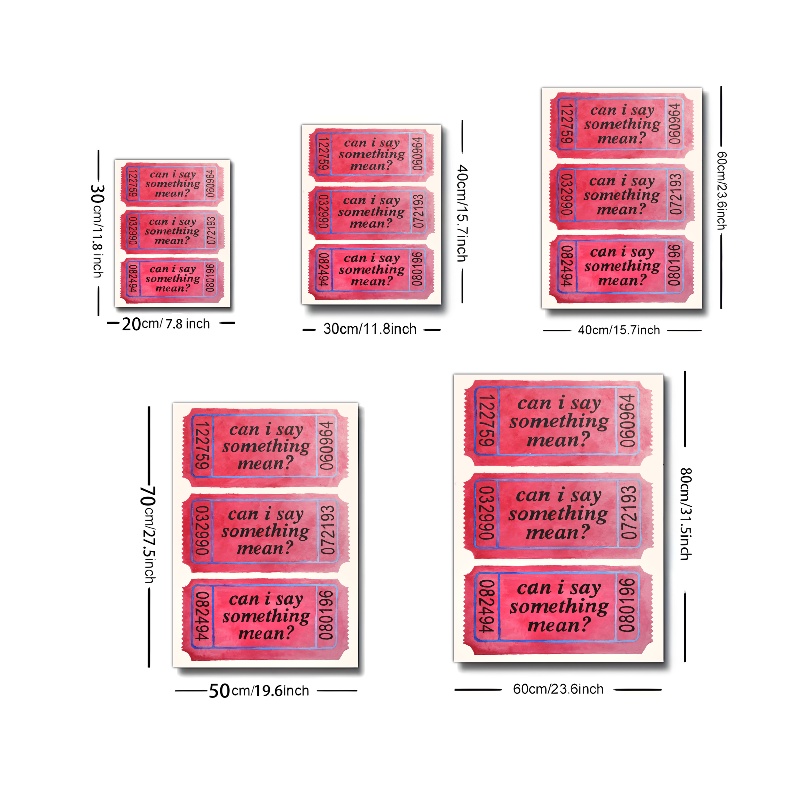 122759
can i say
something
mean?
060964
032990
can i say
something
mean?
072193
082494
can i say
something
mean?
080196
30cm/11.8 inch
20cm/ 7.8 inch
122759
can i say
something
mean?
060964
032990
can i say
something
mean?
072193
082494
can i say
something
mean?
080196
40cm/15.7inch
30cm/11.8inch
122759
can i say
something
mean?
060964
032990
can i say
something
mean?
072193
082494
can i say
something
mean?
080196
60cm/23.6inch
40cm/15.7inch
122759
can i say
something
mean?
060964
032990
can i say
something
mean?
072193
082494
can i say
something
mean?
080196
70cm/27.5inch
50cm/19.6inch
122759
can i say
something
mean?
060964
032990
can i say
something
mean?
072193
082494
can i say
something
mean?
080196
80cm/31.5inch
60cm/23.6inch